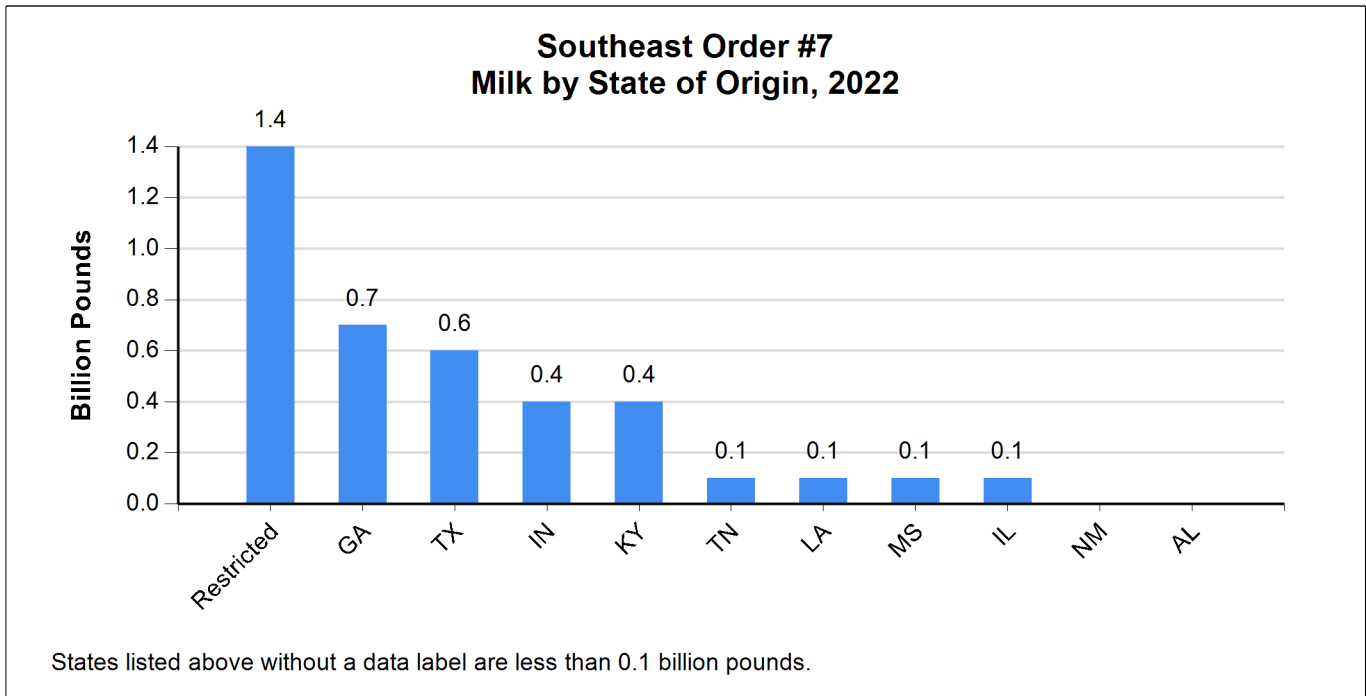 Southeast Order #7
Milk by State of Origin, 2022
Billion Pounds
1.4
1.2
1.0
0.8
0.6
0.4
0.2
0.0
1.4
0.7
0.6
0.4
0.4
0.1
0.1
0.1
0.1
Restricted
GA
TX
IN
KY
TN
LA
MS
IL
NM
AL
States listed above without a data label are less than 0.1 billion pounds.